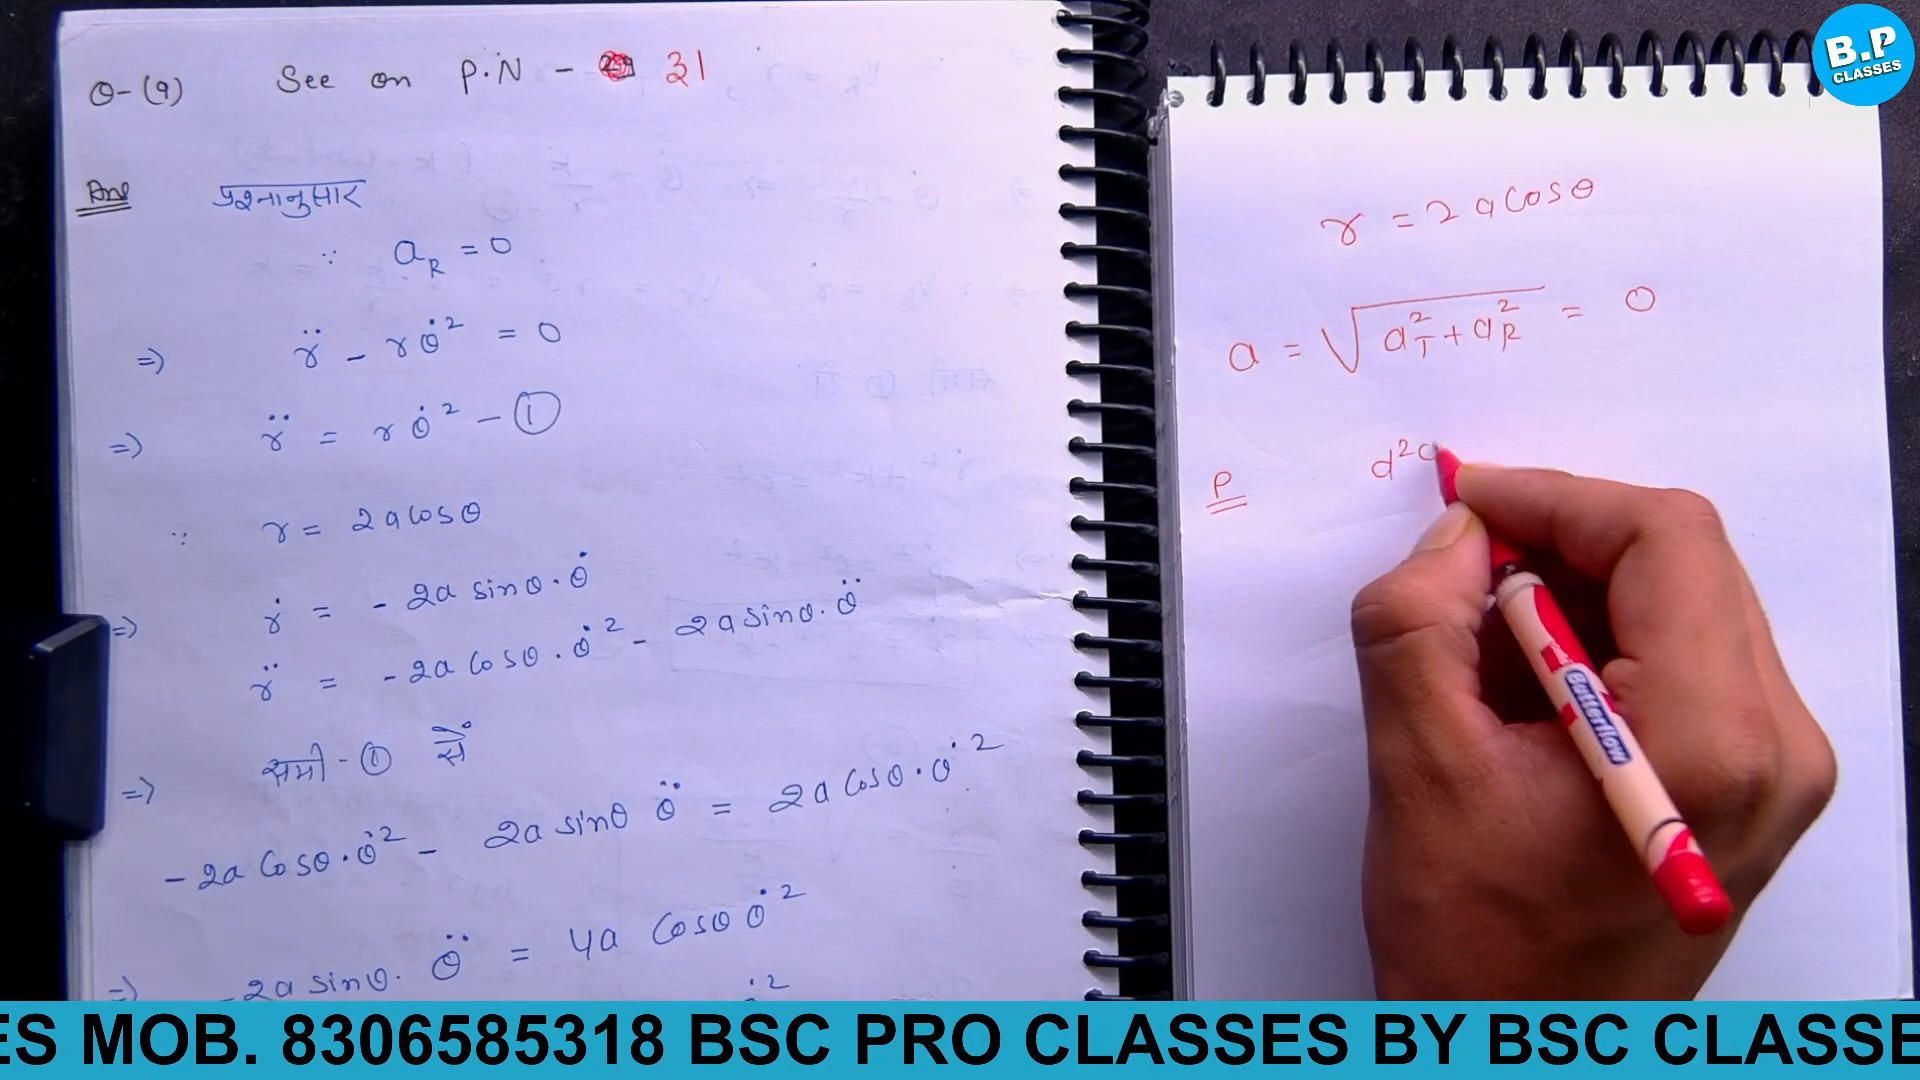 Q-(9) See on P.N - 31
Ans प्रश्नानुसार
∵ a_R = 0
=> r̈ - rθ̇² = 0
=> r̈ = rθ̇² - ①
∵ r = 2a cosθ
=> ṙ = - 2a sinθ · θ̇
r̈ = - 2a cosθ · θ̇² - 2a sinθ · θ̈
=> समी - ① से
- 2a cosθ · θ̇² - 2a sinθ θ̈ = 2a cosθ · θ̇²
=> - 2a sinθ · θ̈ = 4a cosθ θ̇²
r = 2a cosθ
a = √(a_T² + a_R²) = 0
P d²
B.P
CLASSES
Butterflow
ES MOB. 8306585318 BSC PRO CLASSES BY BSC CLASSE